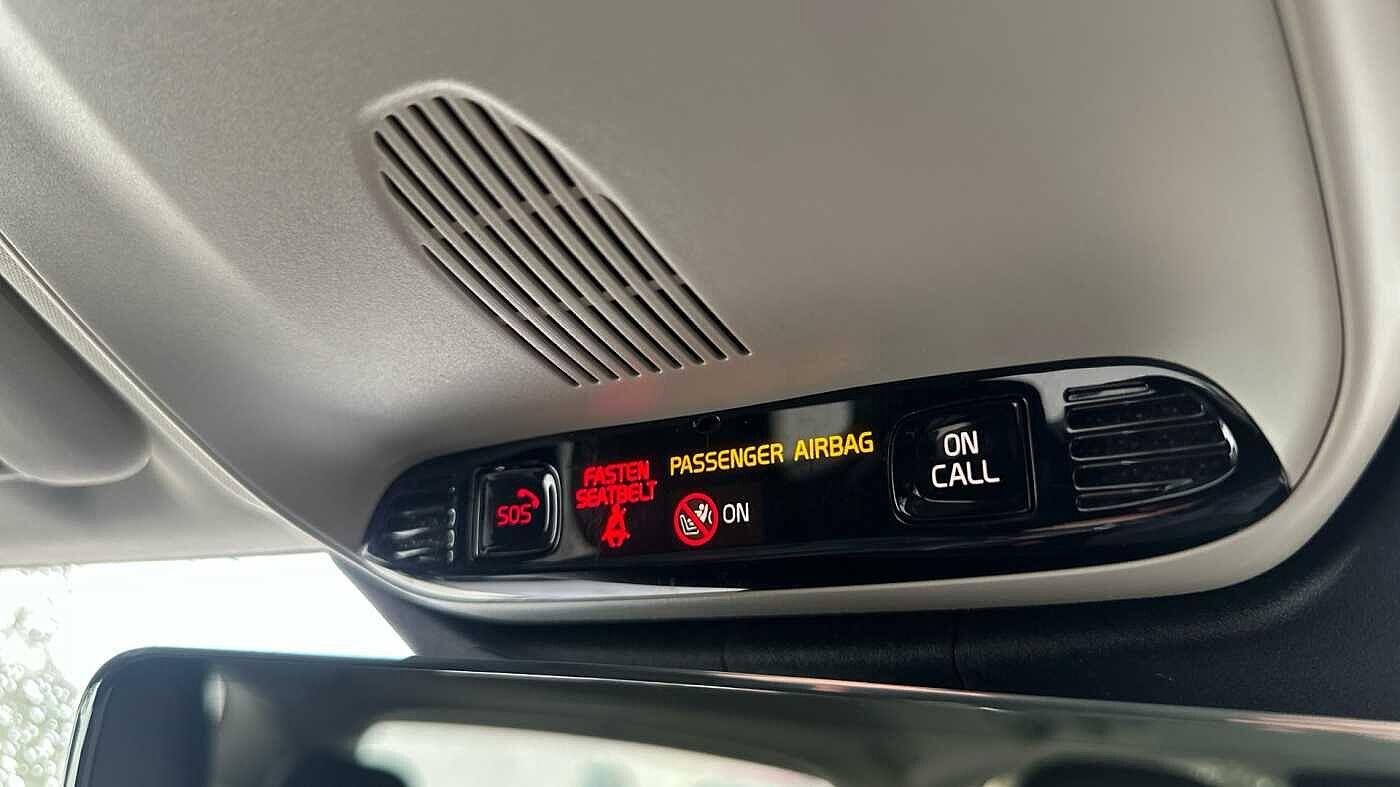 SOS
FASTEN
SEATBELT
PASSENGER AIRBAG
ON
ON
CALL